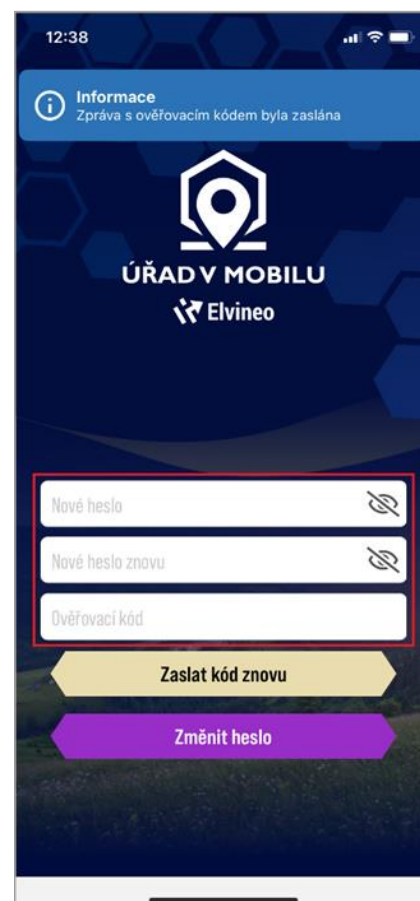 12:38
Informace
Zpráva s ověřovacím kódem byla zaslána
ÚŘAD V MOBILU
Elvineo
Nové heslo
Nové heslo znovu
Ověřovací kód
Zaslat kód znovu
Změnit heslo